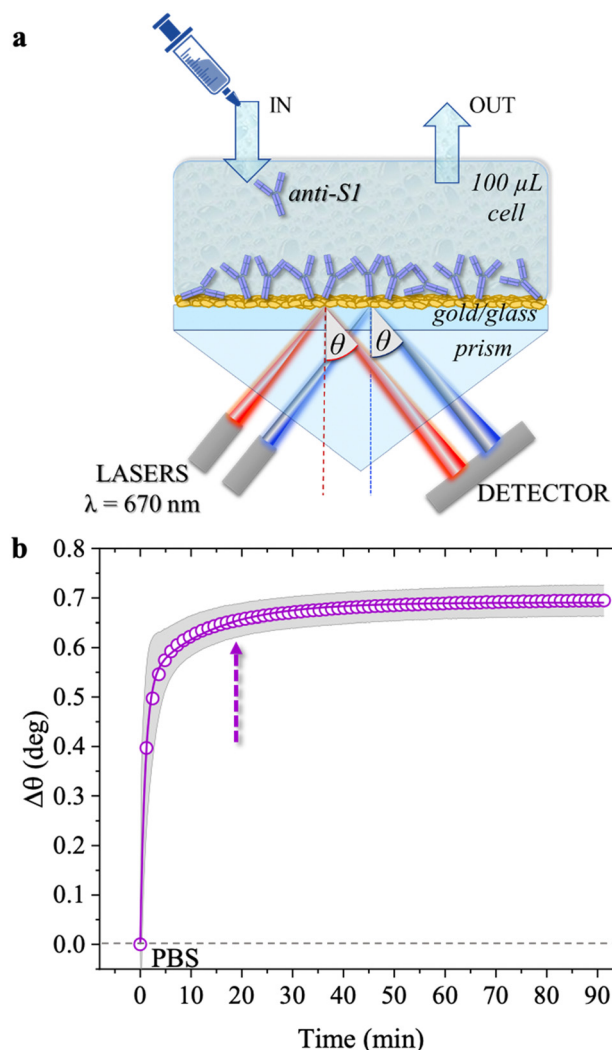 a
IN
OUT
anti-S1
100 µL
cell
gold/glass
θ
θ
prism
LASERS
λ = 670 nm
DETECTOR
b
0.8
0.7
0.6
0.5
0.4
0.3
0.2
0.1
0.0
Δθ (deg)
PBS
0 10 20 30 40 50 60 70 80 90
Time (min)